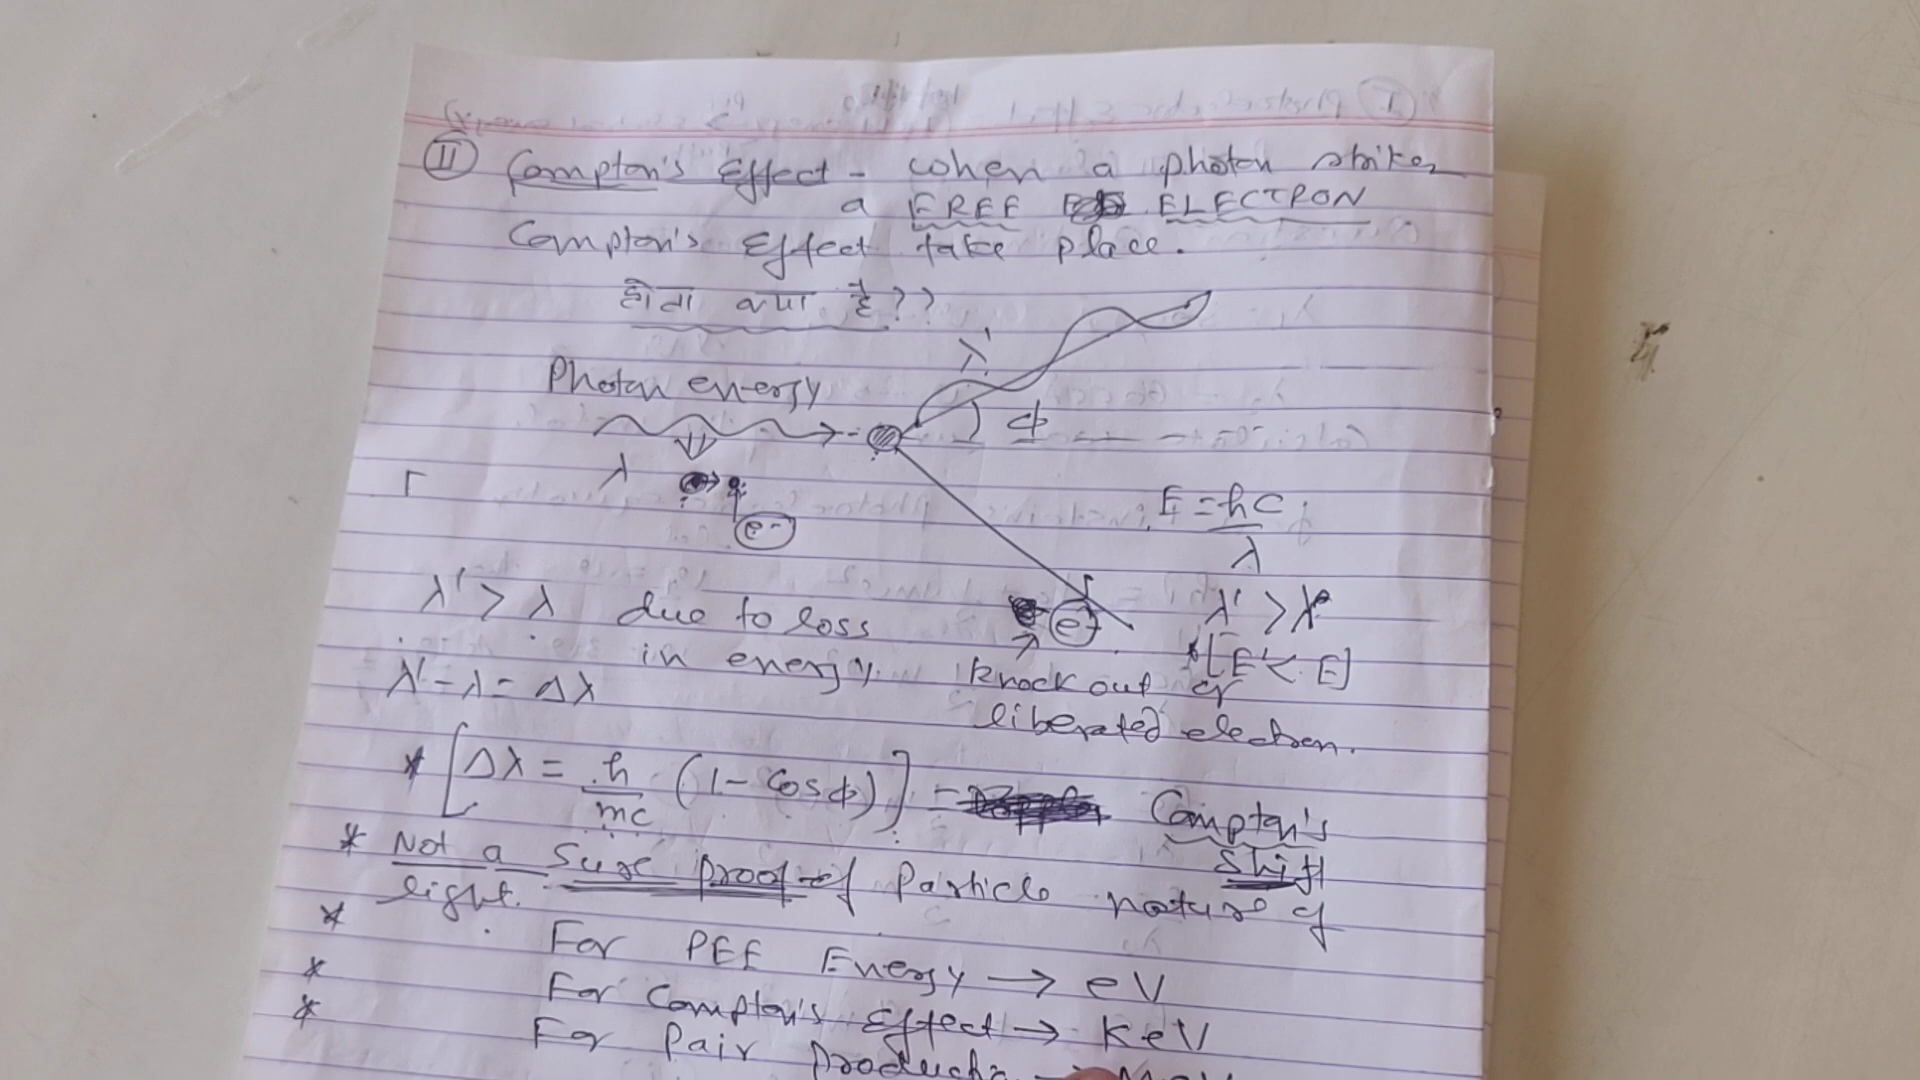 II Compton's Effect - when a photon strikes
a FREE ELECTRON
Compton's Effect take place.
होता क्या है??
λ'
Photon energy
ϕ
λ
e-
E = hc/λ
λ' > λ due to loss
in energy.
e-
λ' > λ
*[E' < E]
Knock out or
liberated electron.
λ' - λ = Δλ
* [Δλ = h/mc (1 - Cosϕ)] = Compton's
Shift
* Not a Sure proof of Particle nature of
light.
* For PEE Energy → eV
* For Compton's Effect → KeV
* For Pair